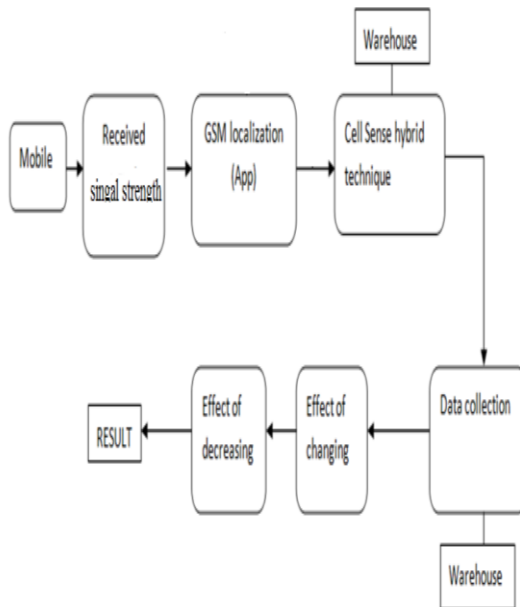 Warehouse
Mobile
Received
singal strength
GSM localization
(App)
Cell Sense hybrid
technique
RESULT
Effect of
decreasing
Effect of
changing
Data collection
Warehouse